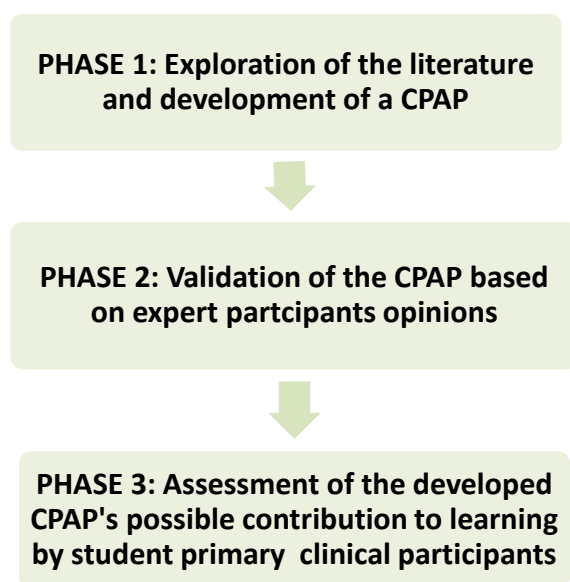 PHASE 1: Exploration of the literature
and development of a CPAP
PHASE 2: Validation of the CPAP based
on expert partcipants opinions
PHASE 3: Assessment of the developed
CPAP's possible contribution to learning
by student primary  clinical participants